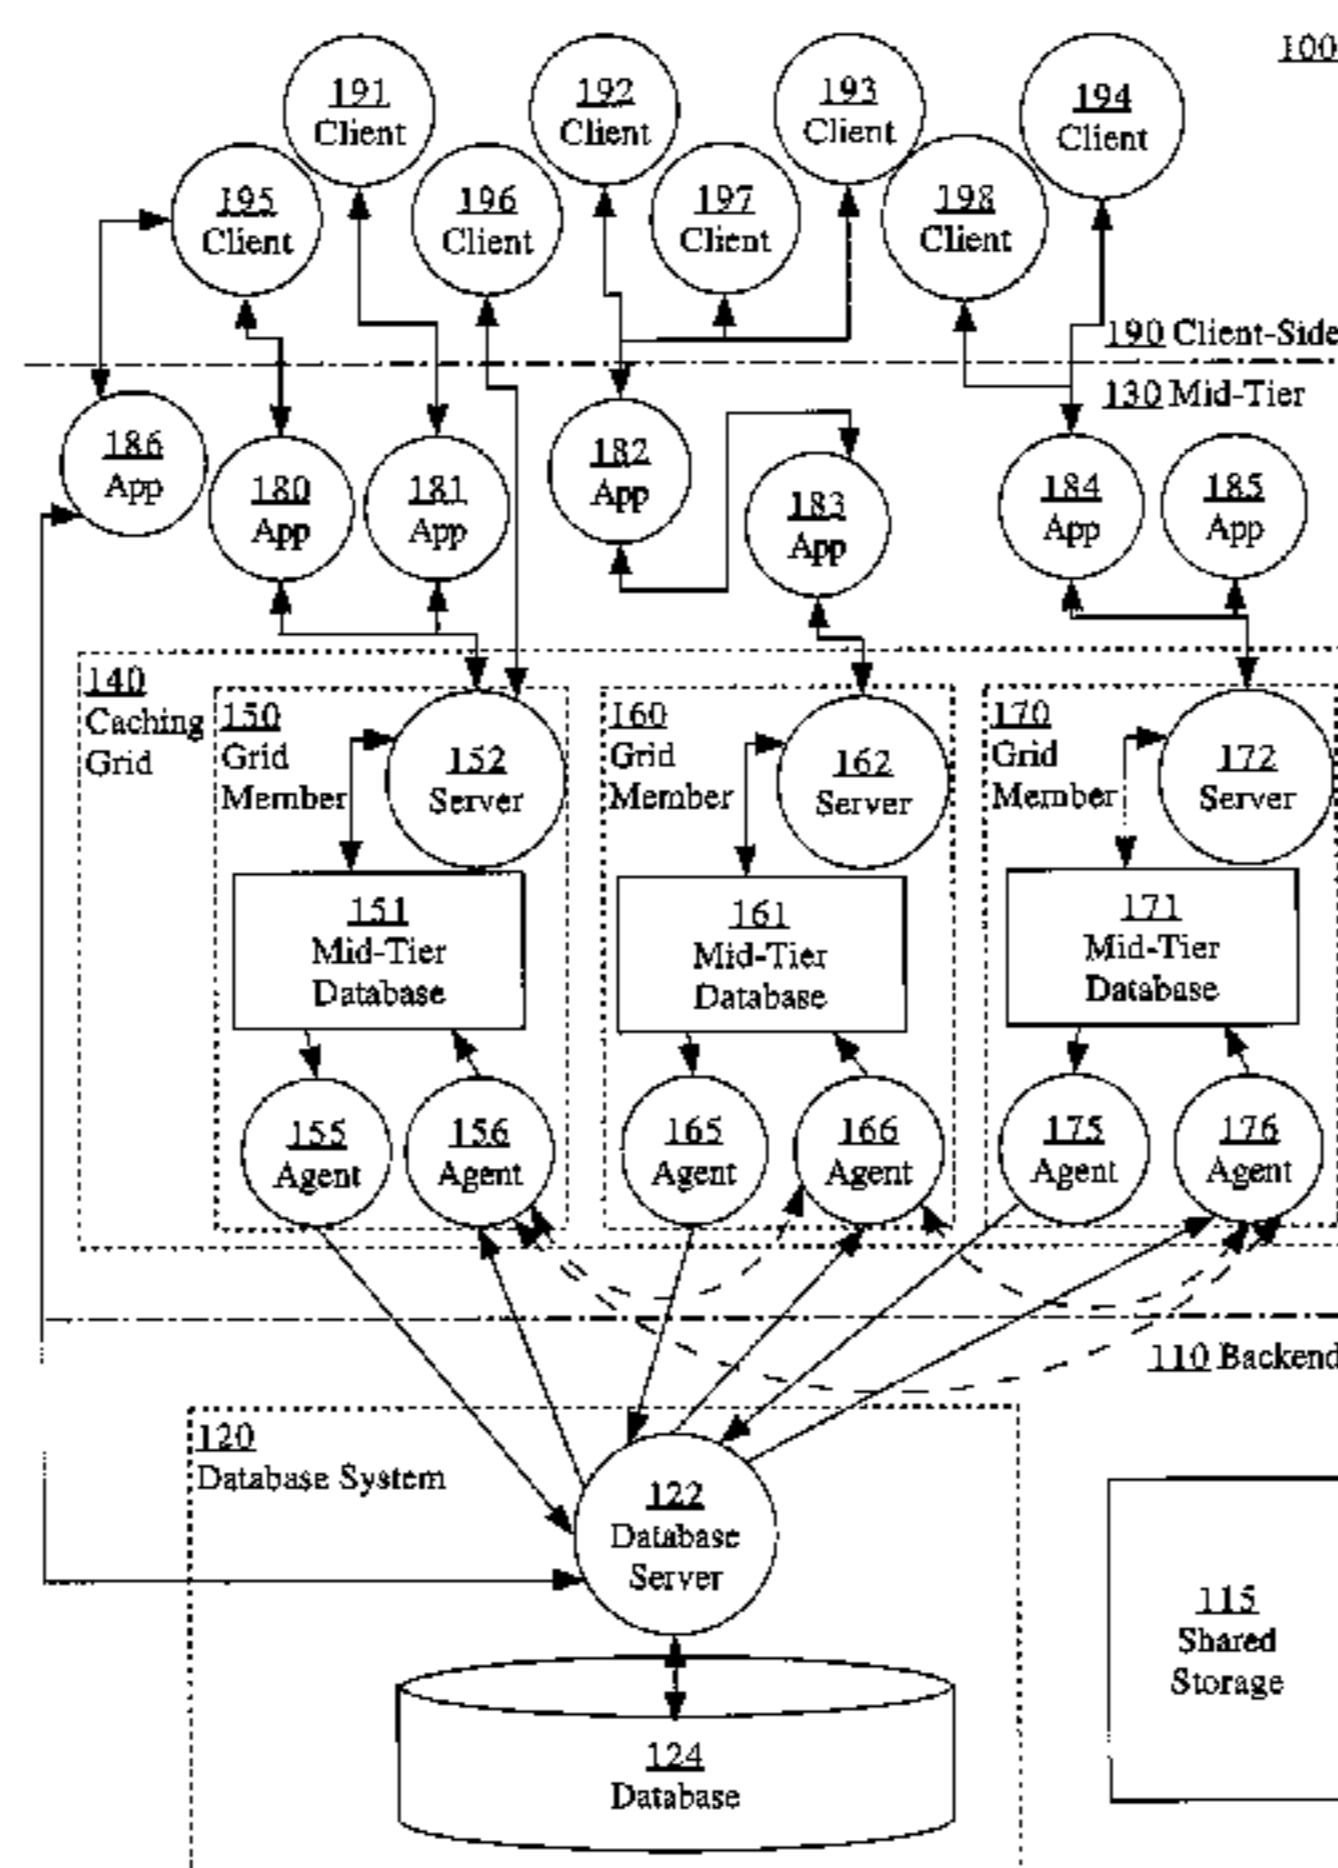 100
191
Client
192
Client
193
Client
194
Client
195
Client
196
Client
197
Client
198
Client
190 Client-Side
130 Mid-Tier
186
App
180
App
181
App
182
App
183
App
184
App
185
App
140
Caching
Grid
150
Grid
Member
152
Server
160
Grid
Member
162
Server
170
Grid
Member
172
Server
151
Mid-Tier
Database
161
Mid-Tier
Database
171
Mid-Tier
Database
155
Agent
156
Agent
165
Agent
166
Agent
175
Agent
176
Agent
110 Backend
120
Database System
122
Database
Server
115
Shared
Storage
124
Database